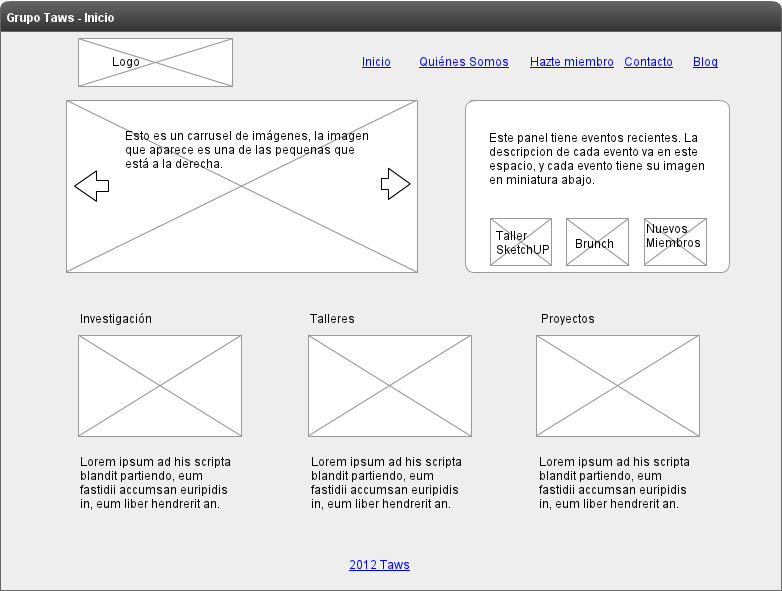 Grupo Taws - Inicio
Logo
Inicio
Quiénes Somos
Hazte miembro
Contacto
Blog
Esto es un carrusel de imágenes, la imagen
que aparece es una de las pequenas que
está a la derecha.
Este panel tiene eventos recientes. La
descripcion de cada evento va en este
espacio, y cada evento tiene su imagen
en miniatura abajo.
Taller
SketchUP
Brunch
Nuevos
Miembros
Investigación
Talleres
Proyectos
Lorem ipsum ad his scripta
blandit partiendo, eum
fastidii accumsan euripidis
in, eum liber hendrerit an.
Lorem ipsum ad his scripta
blandit partiendo, eum
fastidii accumsan euripidis
in, eum liber hendrerit an.
Lorem ipsum ad his scripta
blandit partiendo, eum
fastidii accumsan euripidis
in, eum liber hendrerit an.
2012 Taws